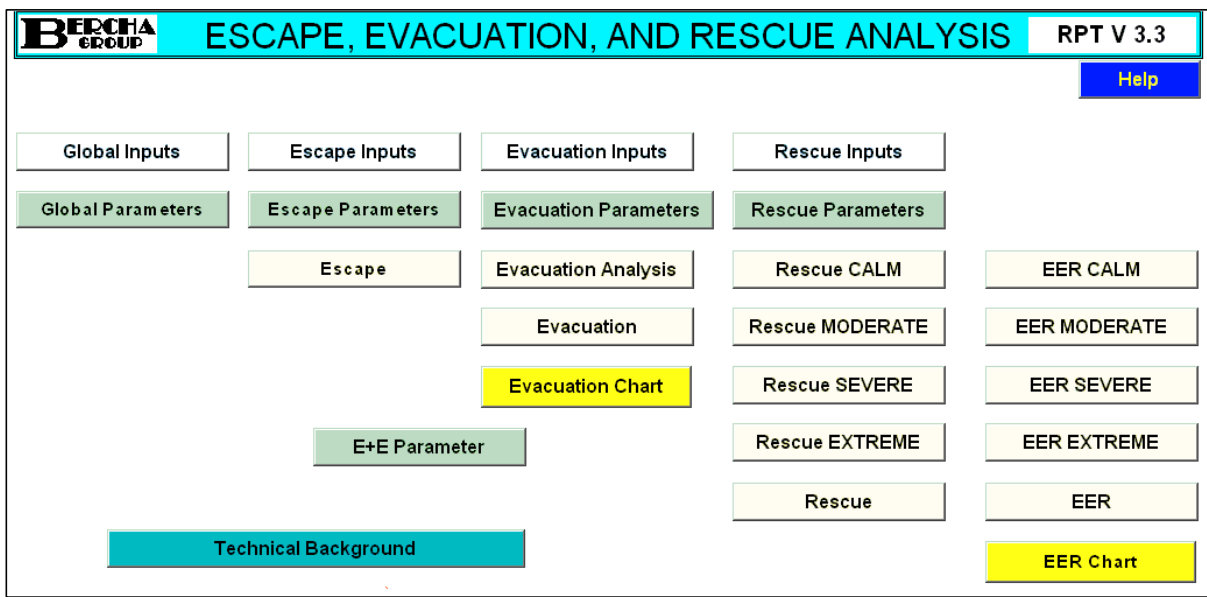 BERCHA GROUP ESCAPE, EVACUATION, AND RESCUE ANALYSIS RPT V 3.3
Help
Global Inputs Escape Inputs Evacuation Inputs Rescue Inputs
Global Parameters Escape Parameters Evacuation Parameters Rescue Parameters
Escape Evacuation Analysis Rescue CALM EER CALM
Evacuation Rescue MODERATE EER MODERATE
Evacuation Chart Rescue SEVERE EER SEVERE
E+E Parameter Rescue EXTREME EER EXTREME
Rescue EER
Technical Background
EER Chart